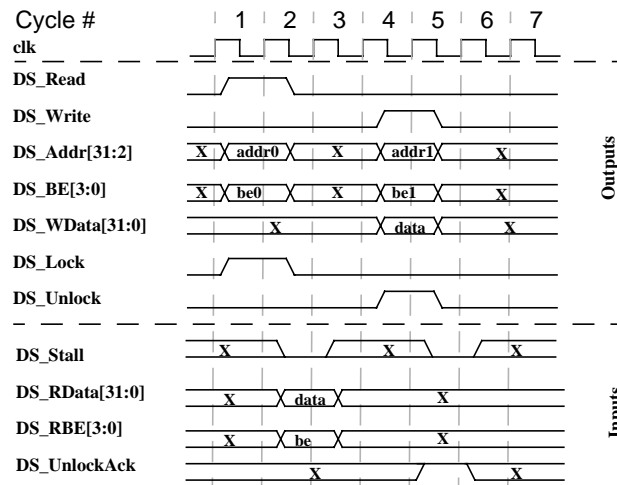 Cycle # 1 2 3 4 5 6 7
clk
DS_Read
DS_Write
DS_Addr[31:2] X addr0 X addr1 X
DS_BE[3:0] X be0 X be1 X
DS_WData[31:0] X data X
DS_Lock
DS_Unlock
Outputs
DS_Stall X X X
DS_RData[31:0] X data X
DS_RBE[3:0] X be X
DS_UnlockAck X X
Inputs